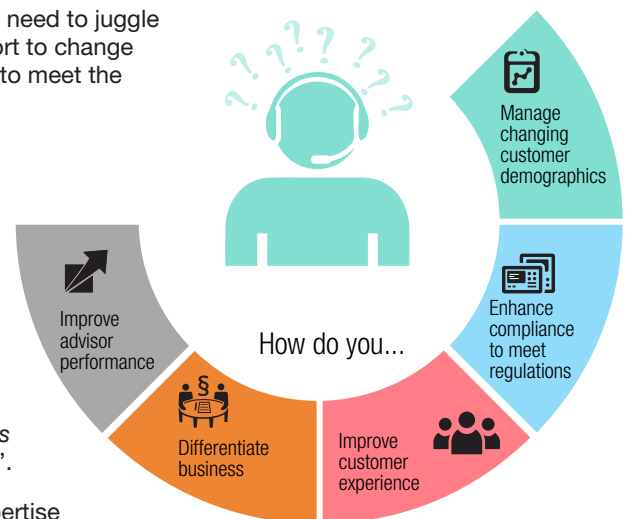 need to juggle
ort to change
to meet the
? ? ? ? ? ? ?
Manage
changing
customer
demographics
Enhance
compliance
to meet
regulations
How do you...
Improve
advisor
performance
§
Differentiate
business
Improve
customer
experience
s
’.
pertise